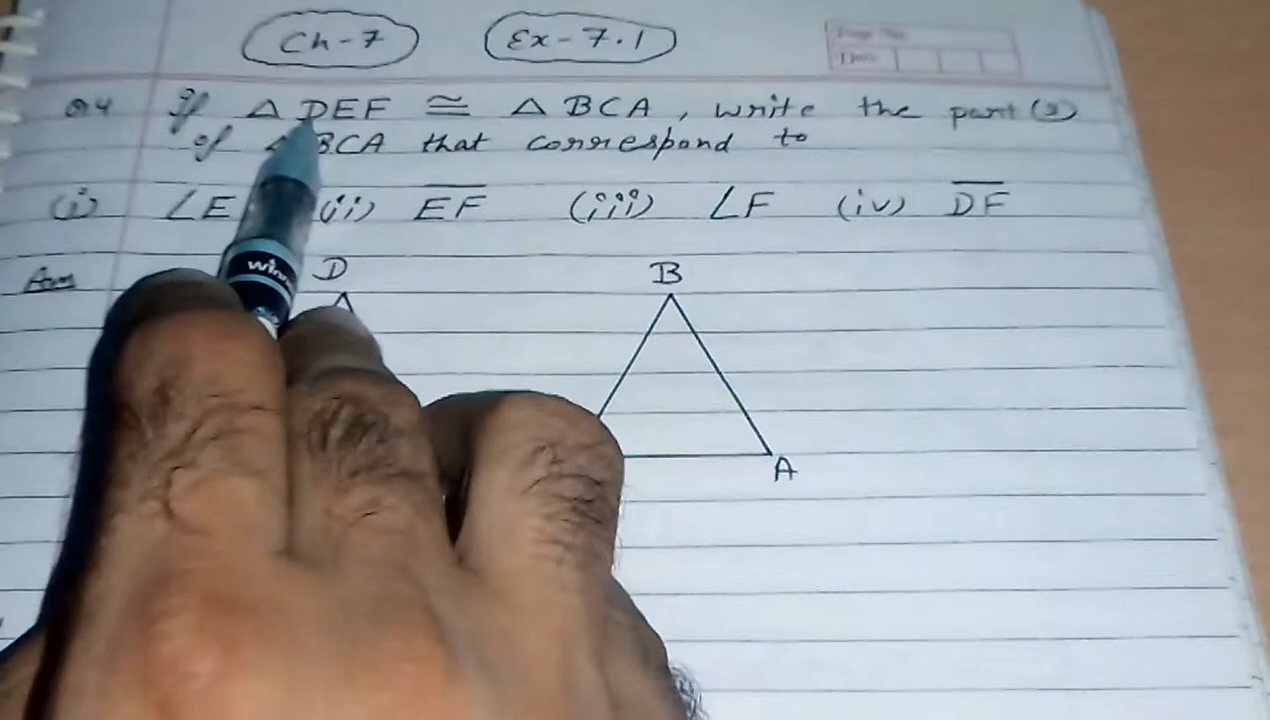 Ch-7 Ex-7.1
Q4 If △DEF ≅ △BCA, write the part(s)
of △BCA that correspond to
(i) ∠E (ii) EF (iii) ∠F (iv) DF
Ans
D B
A